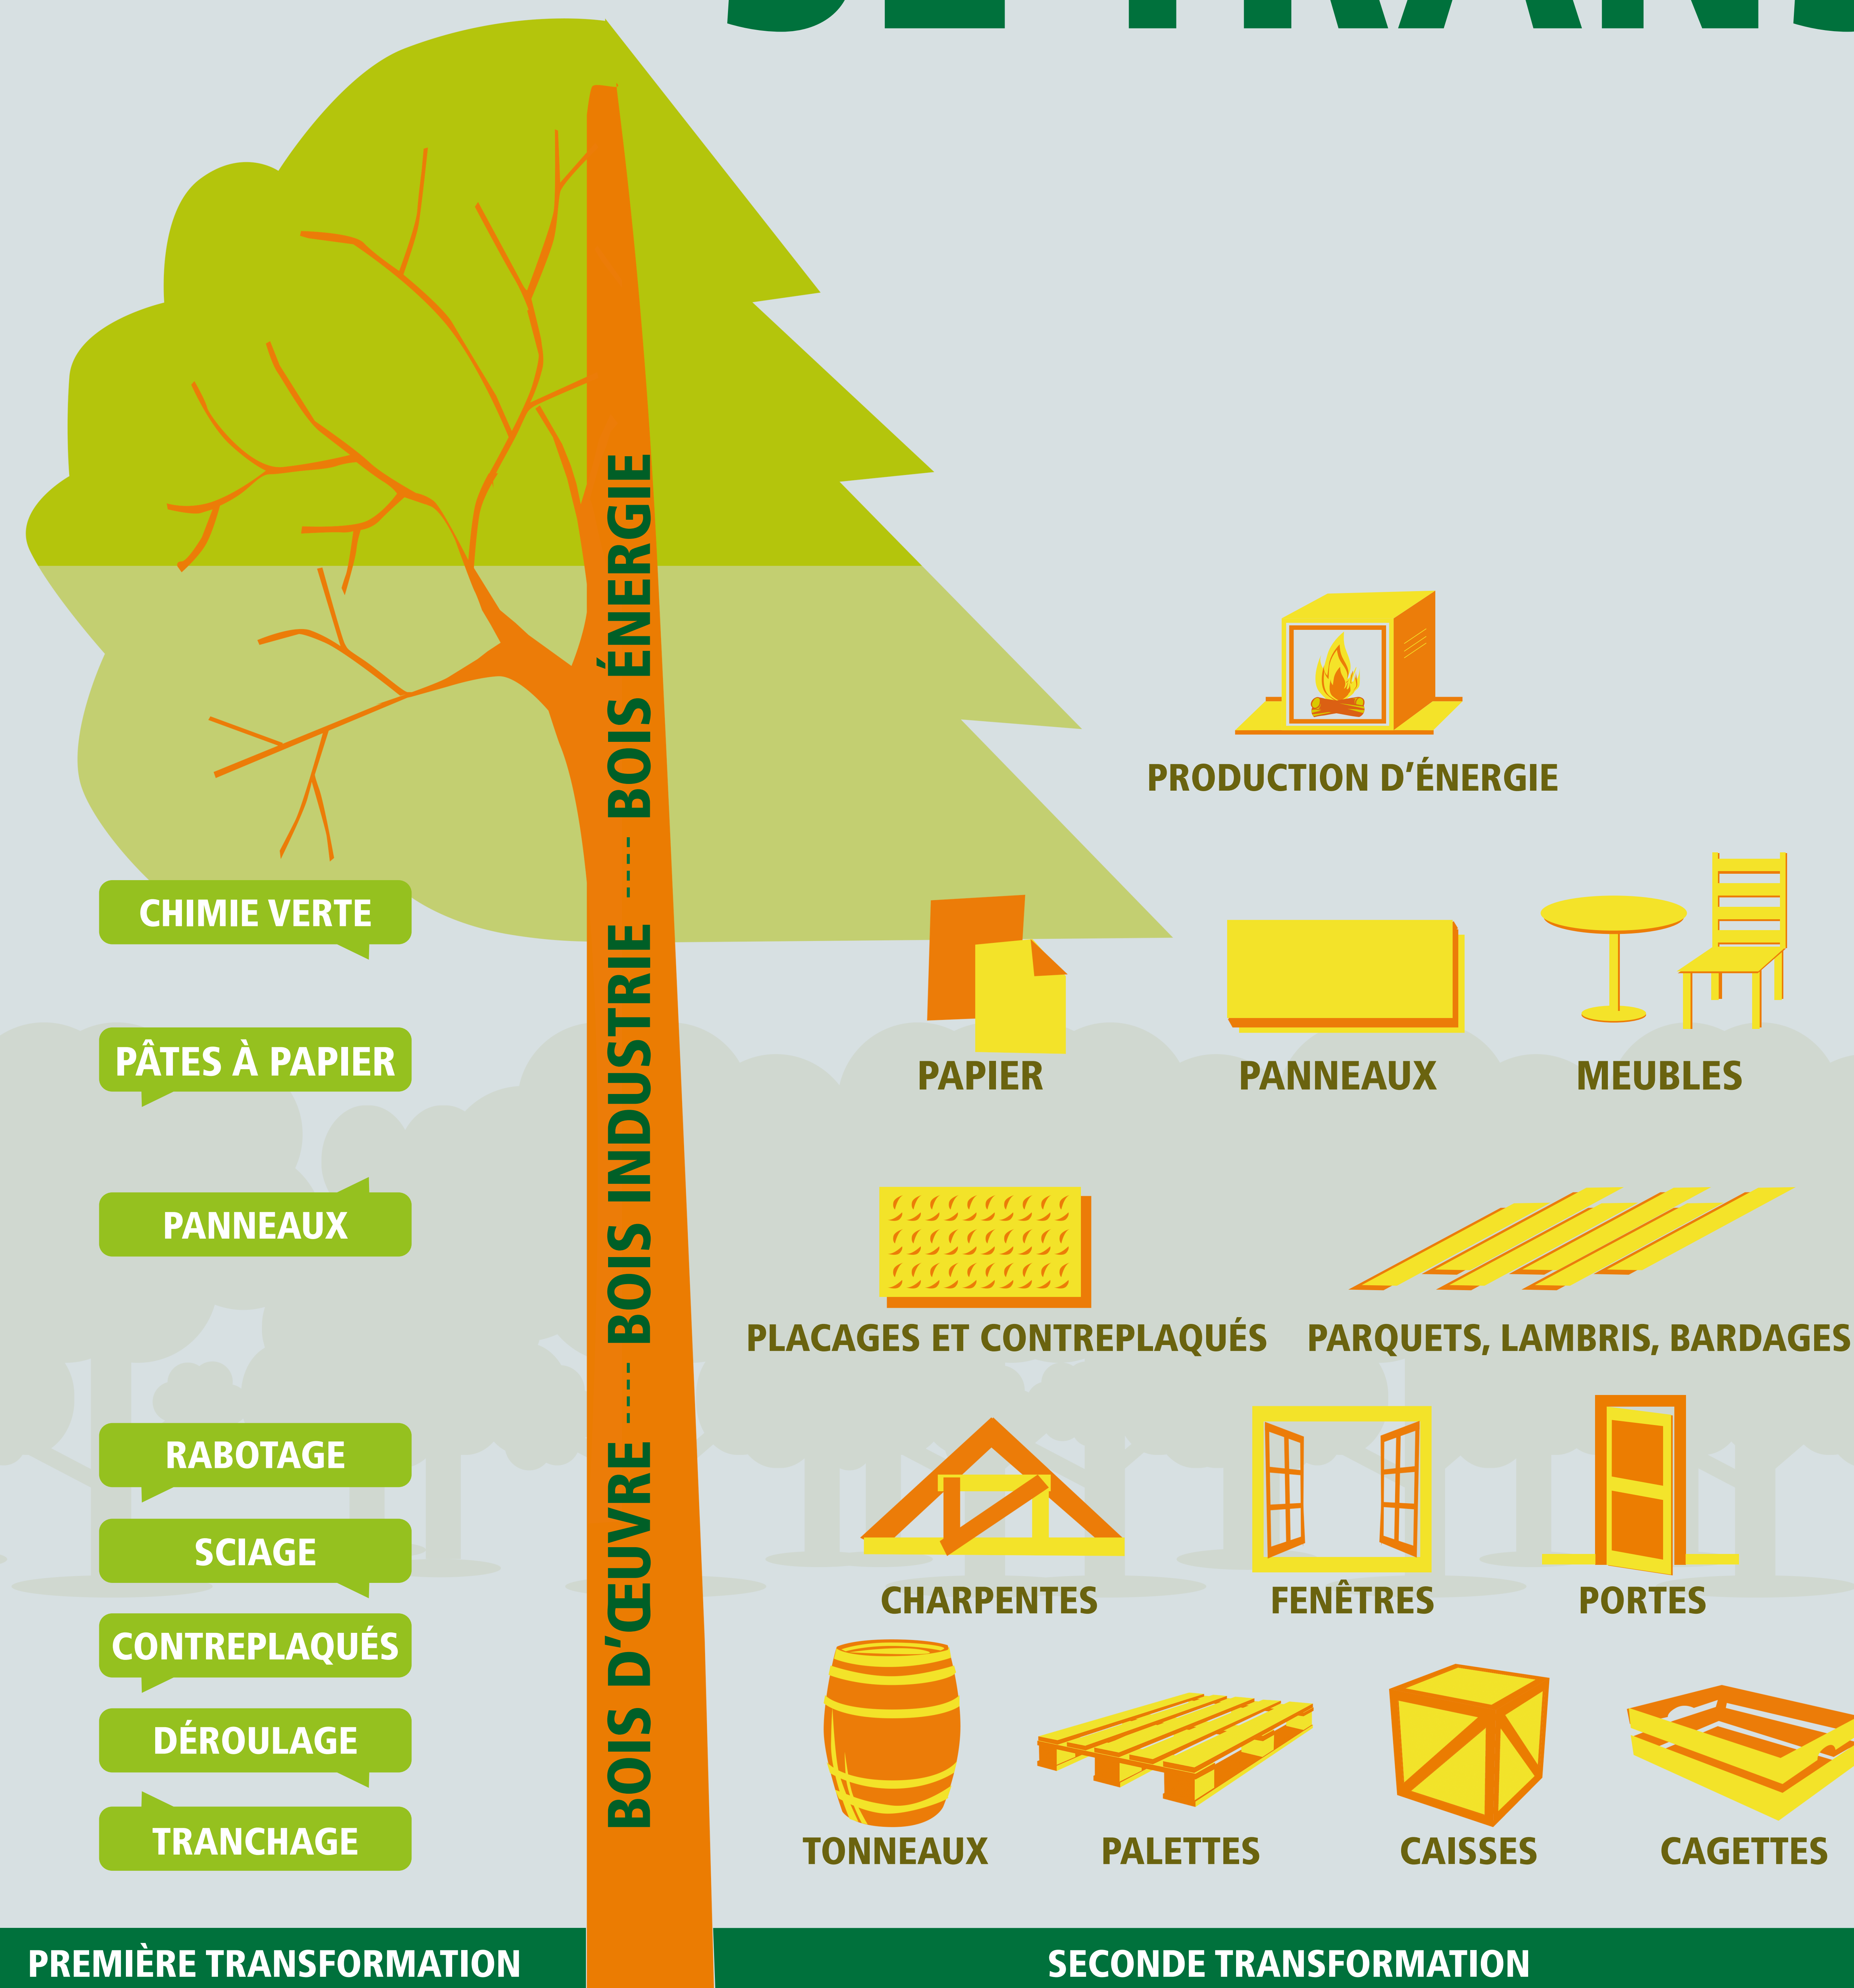 BOIS ÉNERGIE
BOIS INDUSTRIE
BOIS D'ŒUVRE
CHIMIE VERTE
PÂTES À PAPIER
PANNEAUX
RABOTAGE
SCIAGE
CONTREPLAQUÉS
DÉROULAGE
TRANCHAGE
PREMIÈRE TRANSFORMATION
PRODUCTION D'ÉNERGIE
PAPIER
PANNEAUX
MEUBLES
PLACAGES ET CONTREPLAQUÉS
PARQUETS, LAMBRIS, BARDAGES
CHARPENTES
FENÊTRES
PORTES
TONNEAUX
PALETTES
CAISSES
CAGETTES
SECONDE TRANSFORMATION